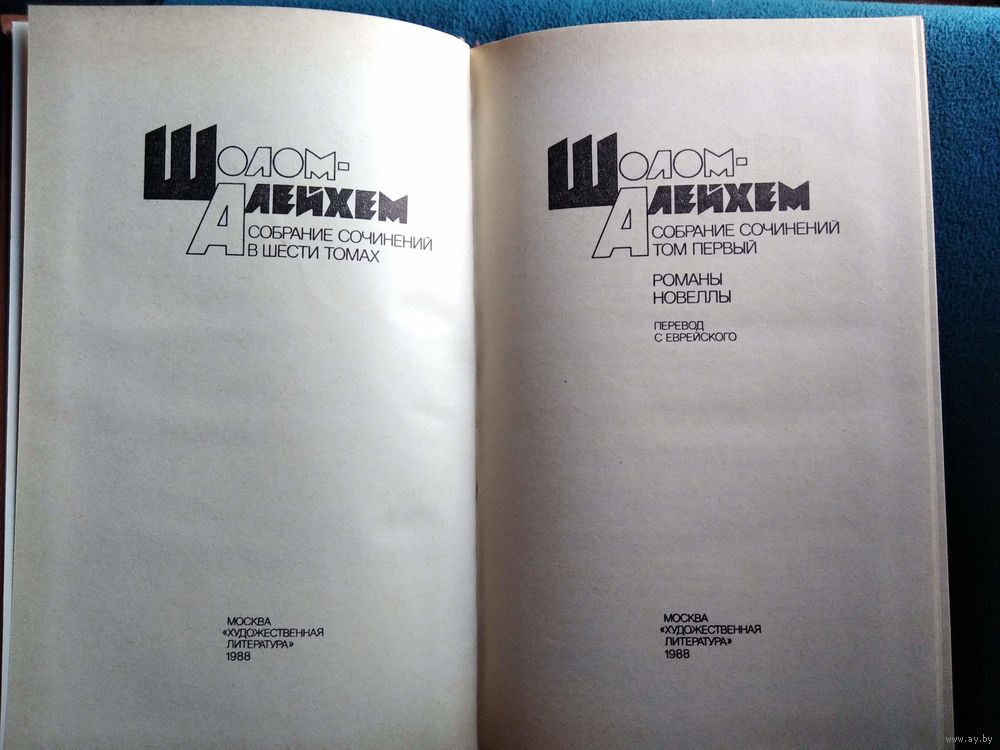 ШОЛОМ-
АЛЕЙХЕМ
СОБРАНИЕ СОЧИНЕНИЙ
В ШЕСТИ ТОМАХ
МОСКВА
«ХУДОЖЕСТВЕННАЯ
ЛИТЕРАТУРА»
1988
ШОЛОМ-
АЛЕЙХЕМ
СОБРАНИЕ СОЧИНЕНИЙ
ТОМ ПЕРВЫЙ
РОМАНЫ
НОВЕЛЛЫ
ПЕРЕВОД
С ЕВРЕЙСКОГО
МОСКВА
«ХУДОЖЕСТВЕННАЯ
ЛИТЕРАТУРА»
1988
www.ay.by